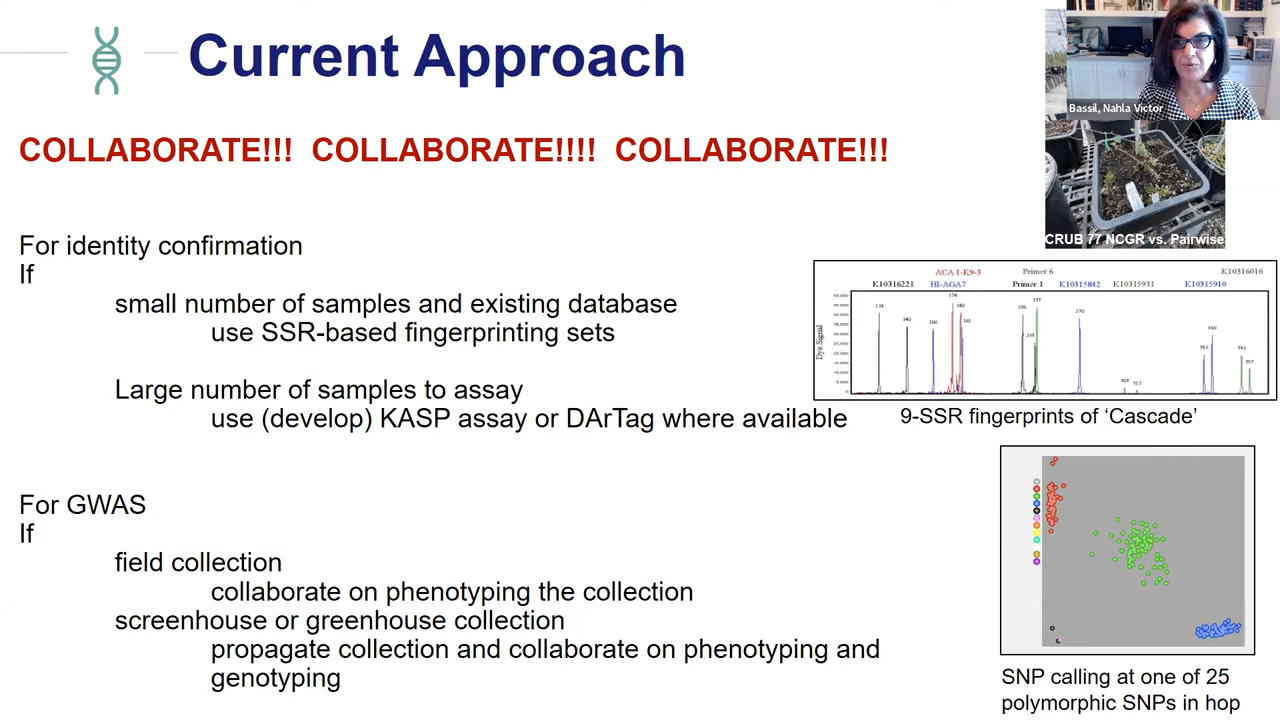 Current Approach
Bassil, Nahla Victor
COLLABORATE!!! COLLABORATE!!!! COLLABORATE!!!
CRUB 77 NCGR vs. Pairwise
For identity confirmation
If
small number of samples and existing database
use SSR-based fingerprinting sets
Large number of samples to assay
use (develop) KASP assay or DArTag where available
For GWAS
If
field collection
collaborate on phenotyping the collection
screenhouse or greenhouse collection
propagate collection and collaborate on phenotyping and
genotyping
ACA 1-K9-3 Primer 6 K10316016
K10316221 HI-AGA7 Primer 1 K10315842 K10315931 K10315910
Dye Signal
9-SSR fingerprints of ‘Cascade’
SNP calling at one of 25
polymorphic SNPs in hop